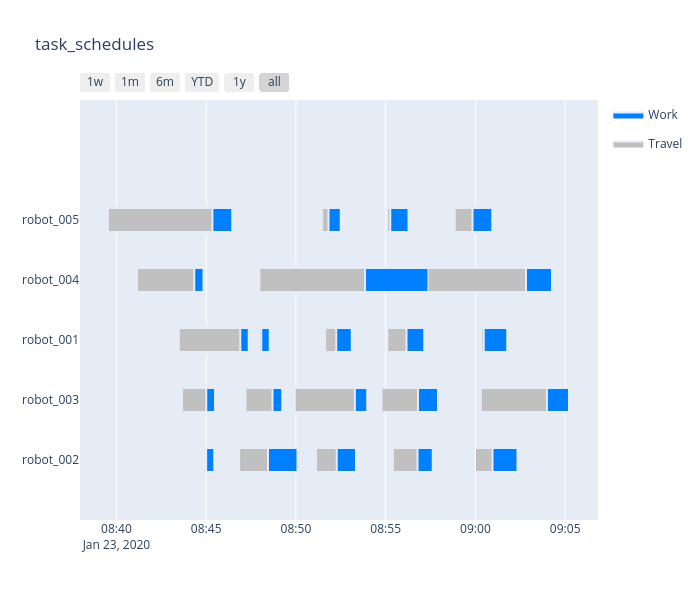 task_schedules
1w 1m 6m YTD 1y all
Work
Travel
robot_005
robot_004
robot_001
robot_003
robot_002
08:40 08:45 08:50 08:55 09:00 09:05
Jan 23, 2020